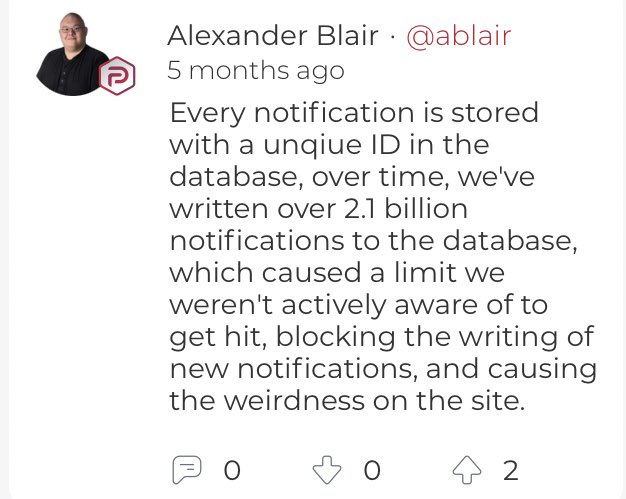 Alexander Blair · @ablair
5 months ago
Every notification is stored
with a unqiue ID in the
database, over time, we've
written over 2.1 billion
notifications to the database,
which caused a limit we
weren't actively aware of to
get hit, blocking the writing of
new notifications, and causing
the weirdness on the site.
0 0 2